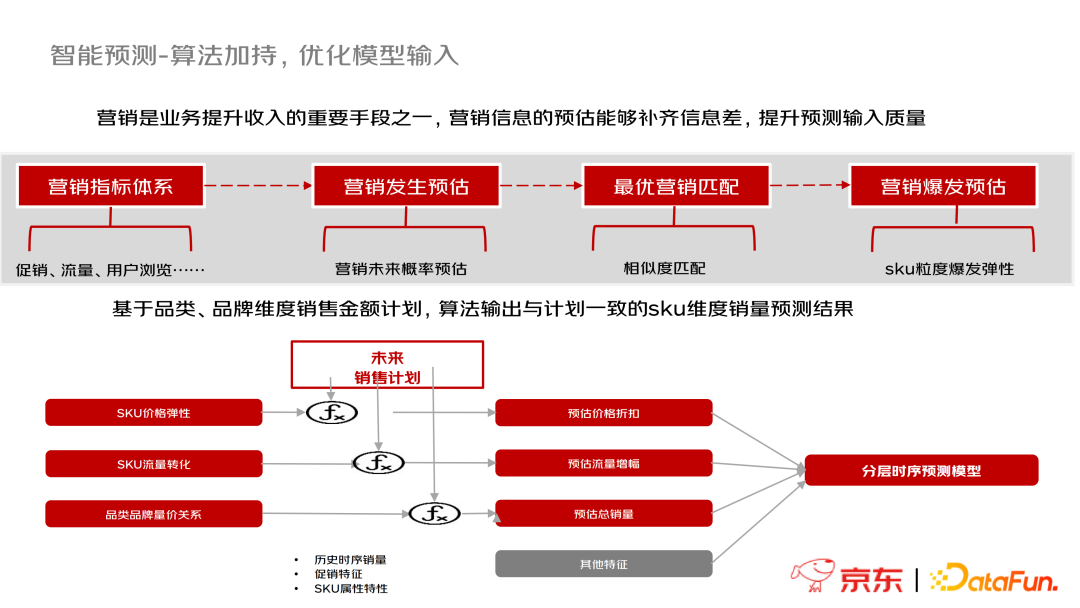 智能预测-算法加持，优化模型输入
营销是业务提升收入的重要手段之一，营销信息的预估能够补齐信息差，提升预测输入质量
营销指标体系
营销发生预估
最优营销匹配
营销爆发预估
促销、流量、用户浏览……
营销未来概率预估
相似度匹配
sku粒度爆发弹性
基于品类、品牌维度销售金额计划，算法输出与计划一致的sku维度销量预测结果
未来
销售计划
SKU价格弹性
fx
预估价格折扣
SKU流量转化
fx
预估流量增幅
分层时序预测模型
品类品牌量价关系
fx
预估总销量
其他特征
• 历史时序销量
• 促销特征
• SKU属性特性
京东 | DataFun.